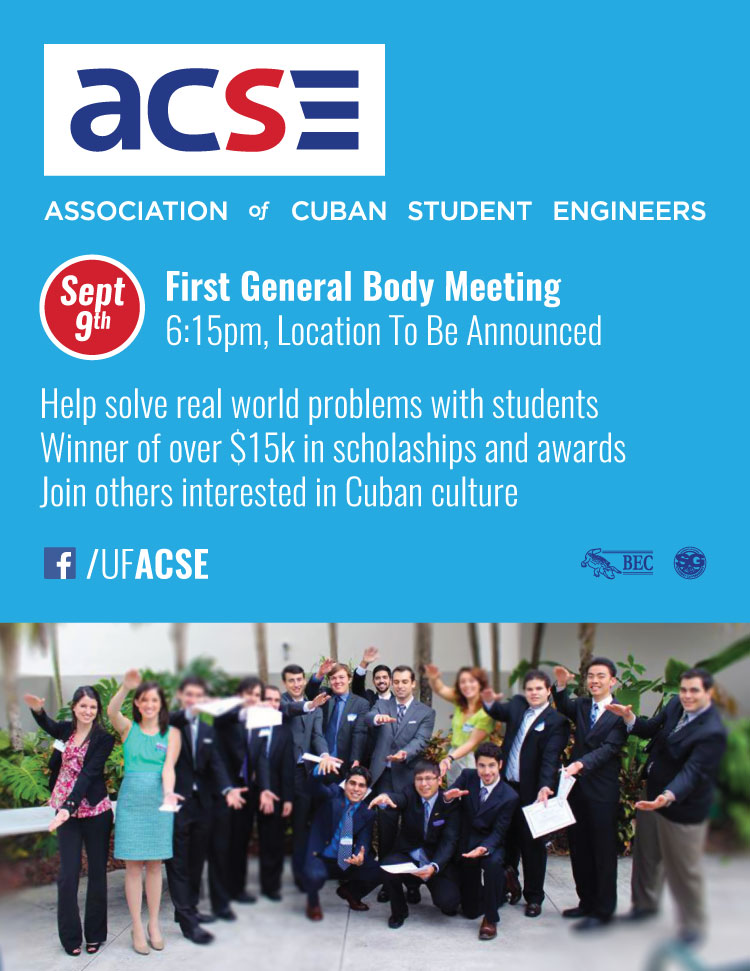 acsE
ASSOCIATION of CUBAN STUDENT ENGINEERS
Sept
9th
First General Body Meeting
6:15pm, Location To Be Announced
Help solve real world problems with students
Winner of over $15k in scholaships and awards
Join others interested in Cuban culture
f /UFACSE
BEC
SG